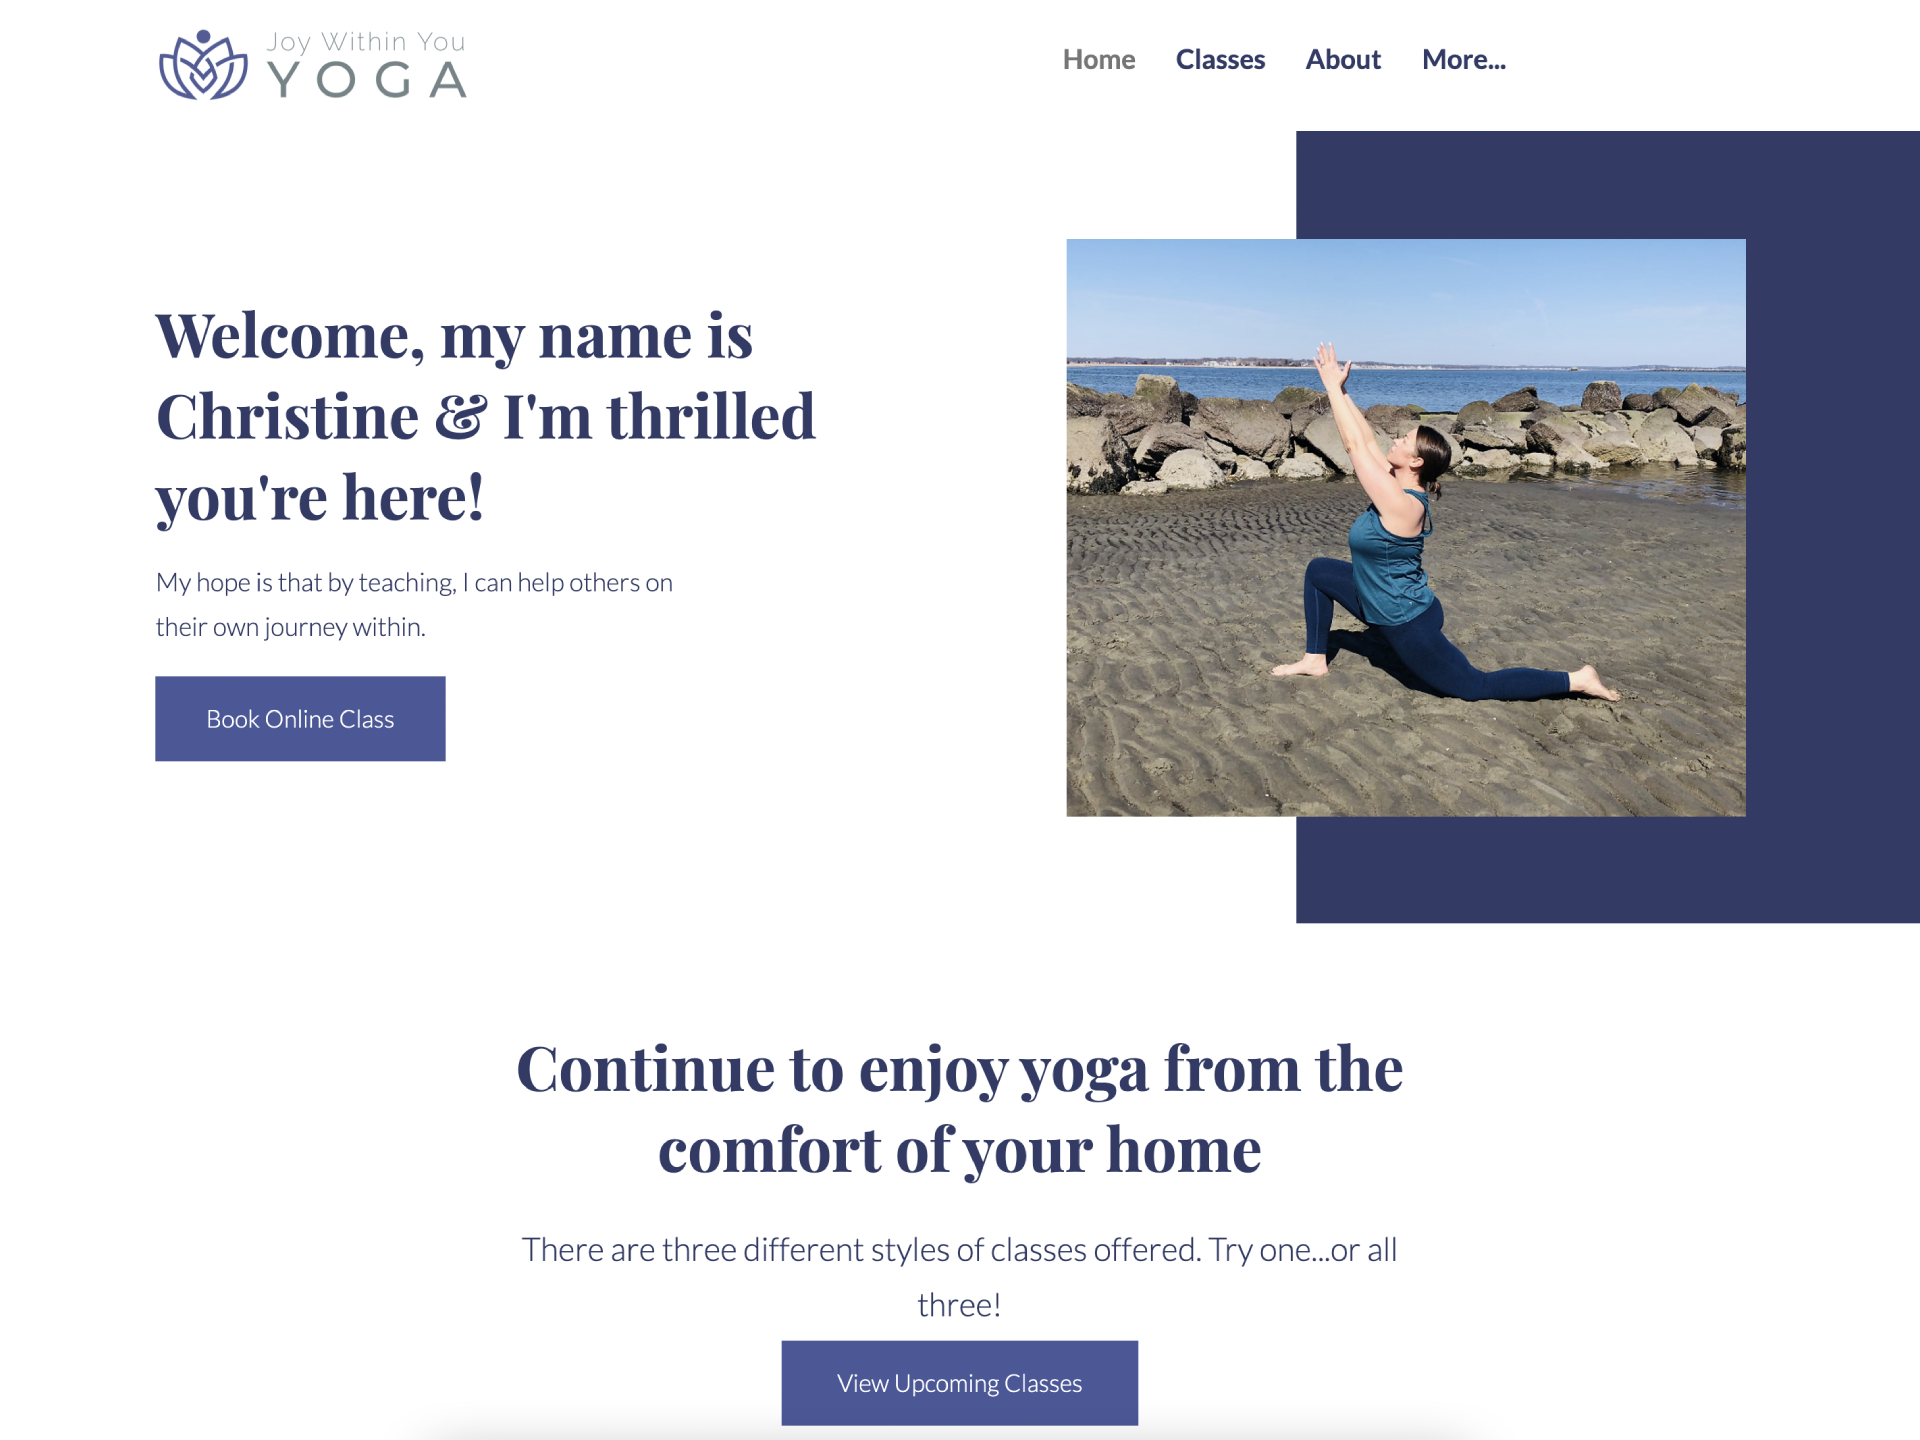 Joy Within You
YOGA
Home
Classes
About
More...
Welcome, my name is
Christine & I'm thrilled
you're here!
My hope is that by teaching, I can help others on
their own journey within.
Book Online Class
Continue to enjoy yoga from the
comfort of your home
There are three different styles of classes offered. Try one...or all
three!
View Upcoming Classes